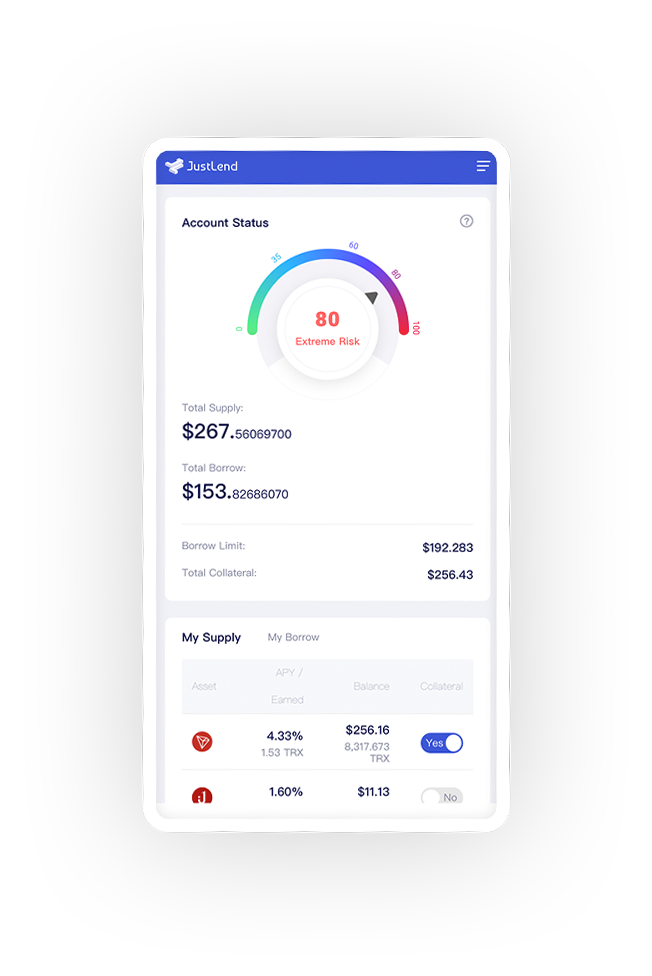 JustLend
Account Status
?
0
35
60
80
100
80
Extreme Risk
Total Supply:
$267.56069700
Total Borrow:
$153.82686070
Borrow Limit: $192.283
Total Collateral: $256.43
My Supply My Borrow
Asset APY / Earned Balance Collateral
4.33% $256.16 Yes
1.53 TRX 8,317.673 TRX
1.60% $11.13 No